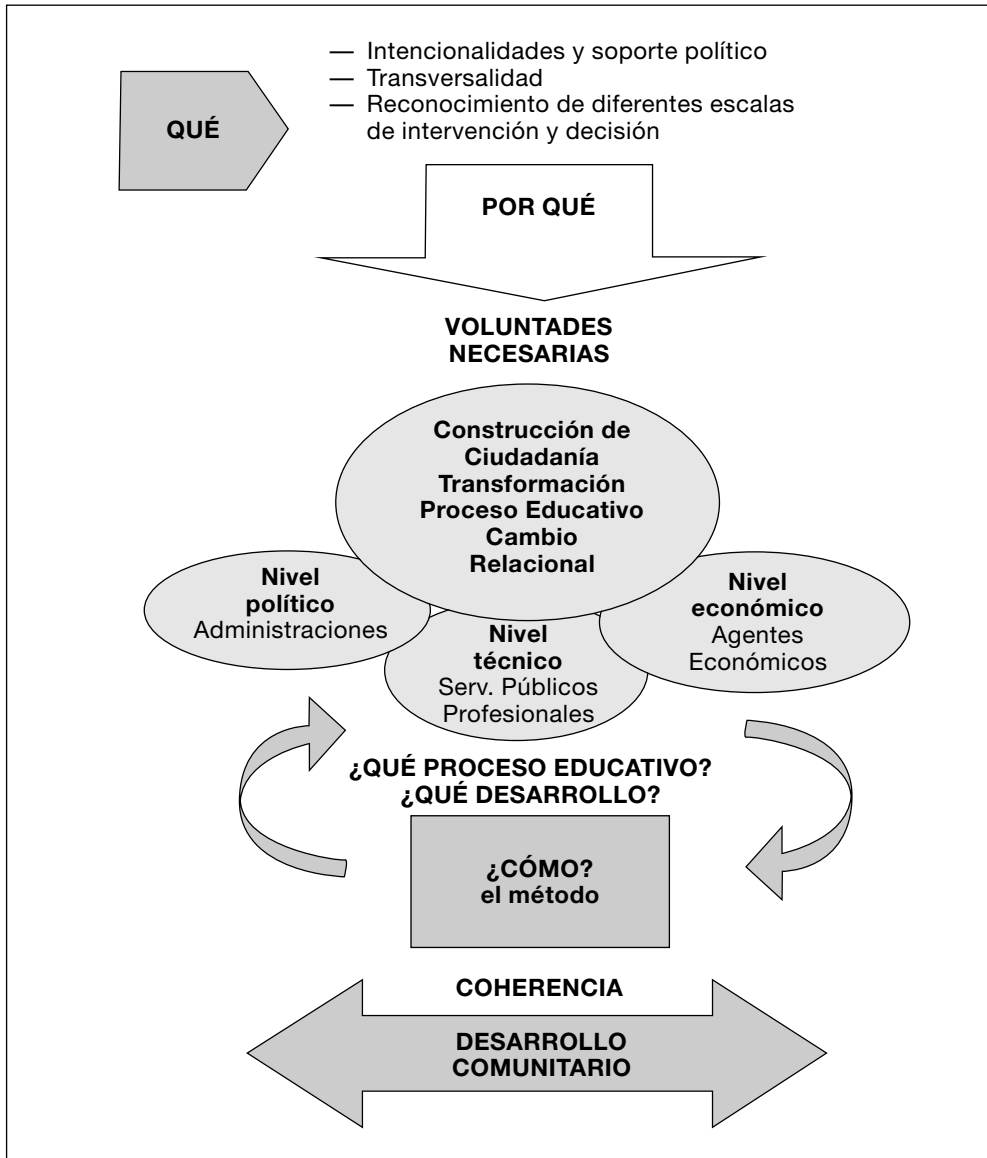 QUÉ
— Intencionalidades y soporte político
— Transversalidad
— Reconocimiento de diferentes escalas
de intervención y decisión
POR QUÉ
VOLUNTADES
NECESARIAS
Construcción de
Ciudadanía
Transformación
Proceso Educativo
Cambio
Relacional
Nivel
político
Administraciones
Nivel
técnico
Serv. Públicos
Profesionales
Nivel
económico
Agentes
Económicos
¿QUÉ PROCESO EDUCATIVO?
¿QUÉ DESARROLLO?
¿CÓMO?
el método
COHERENCIA
DESARROLLO
COMUNITARIO